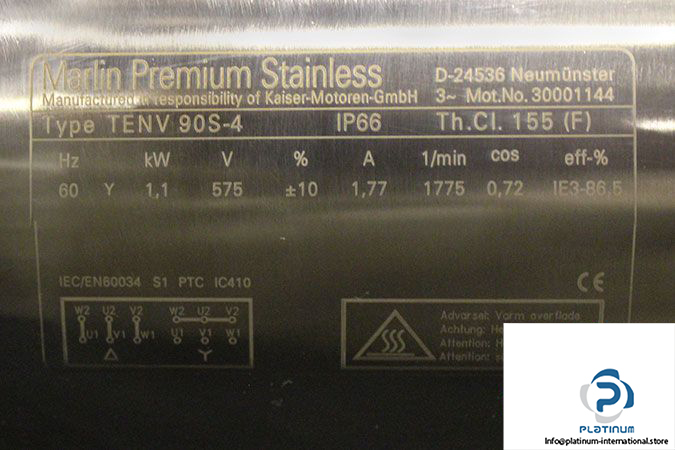 Marlin Premium Stainless D-24536 Neumünster
Manufactured in responsibility of Kaiser-Motoren-GmbH 3~ Mot.No. 30001144
Type TENV 90S-4 IP66 Th.Cl. 155 (F)
Hz kW V % A 1/min cos eff-%
60 Y 1,1 575 ±10 1,77 1775 0,72 IE3-86,5
IEC/EN60034 S1 PTC IC410 CE
W2 U2 V2 W2 U2 V2
U1 V1 W1 U1 V1 W1
Δ Y
Advarsel: Varm overflade
Achtung:
Attention:
Attention:
PLATINUM
Info@platinum-international.store